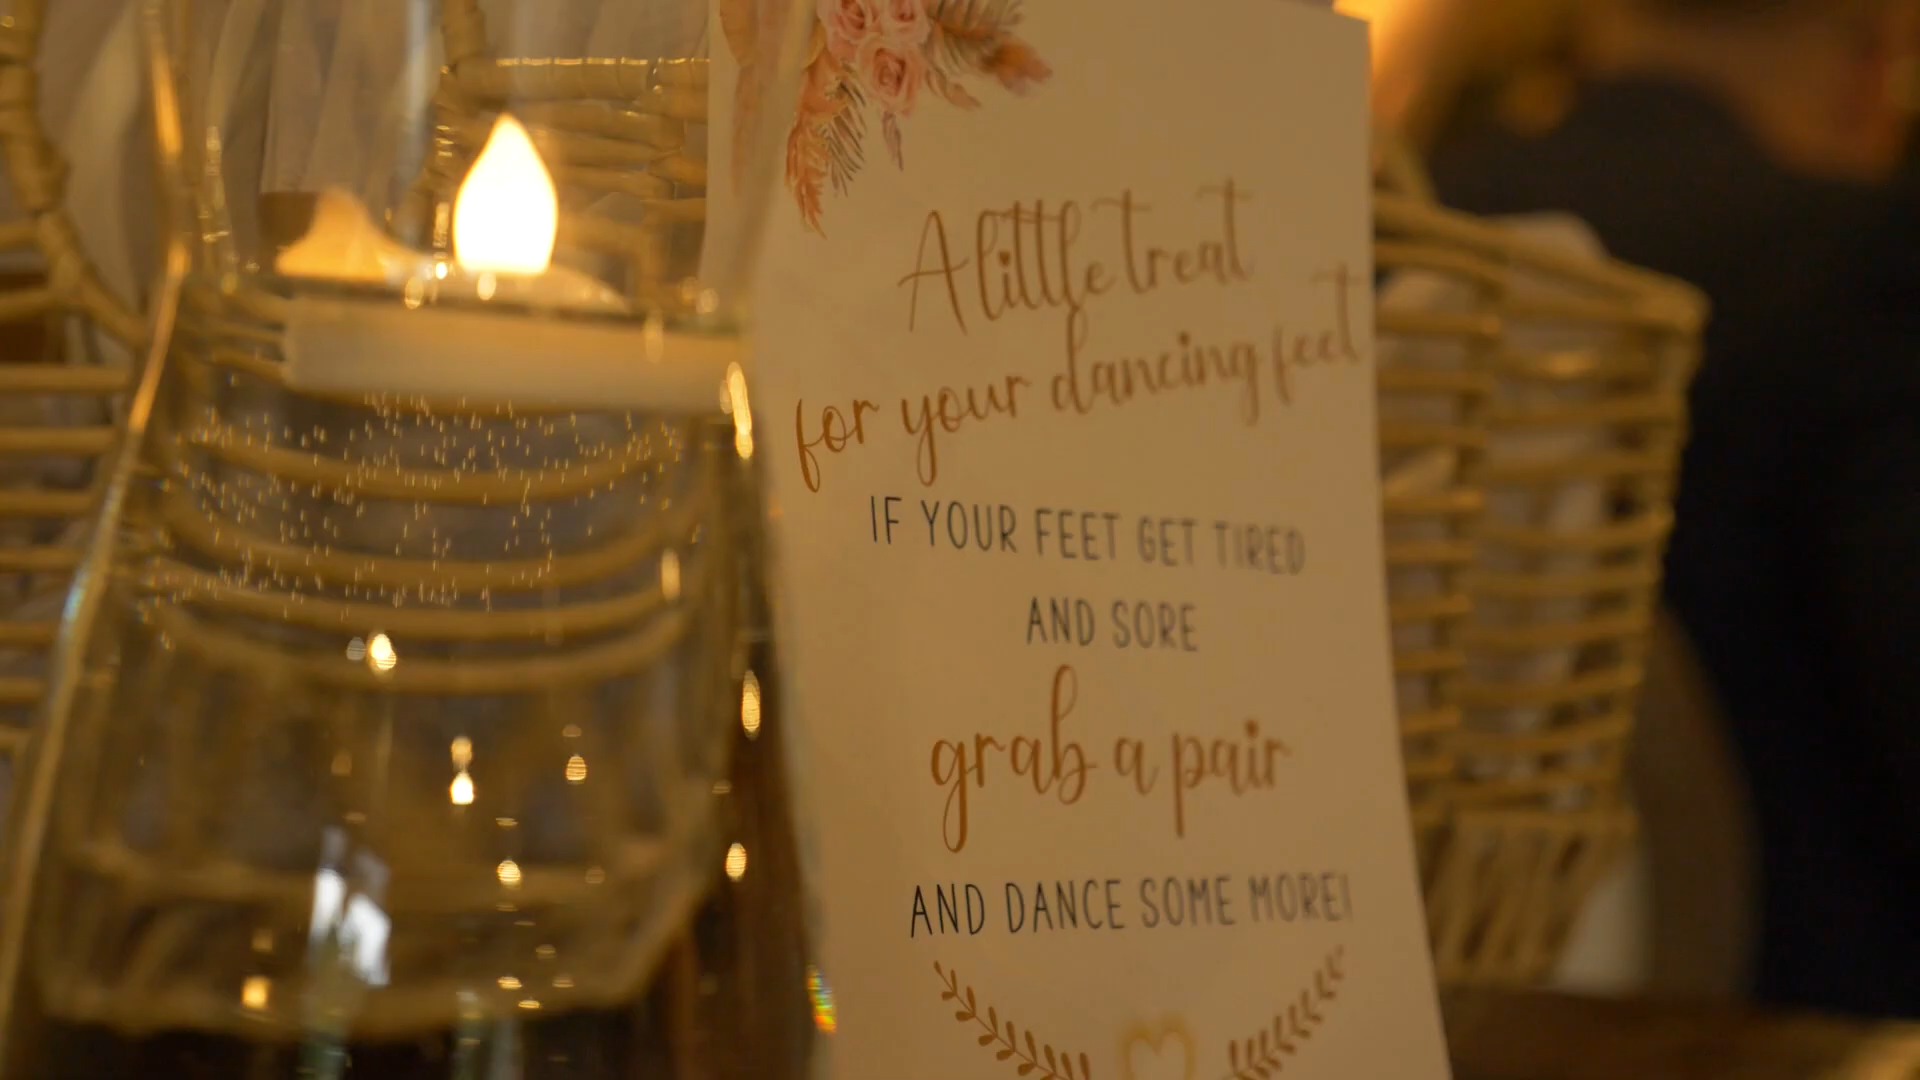 A little treat
for your dancing feet
IF YOUR FEET GET TIRED
AND SORE
grab a pair
AND DANCE SOME MORE!